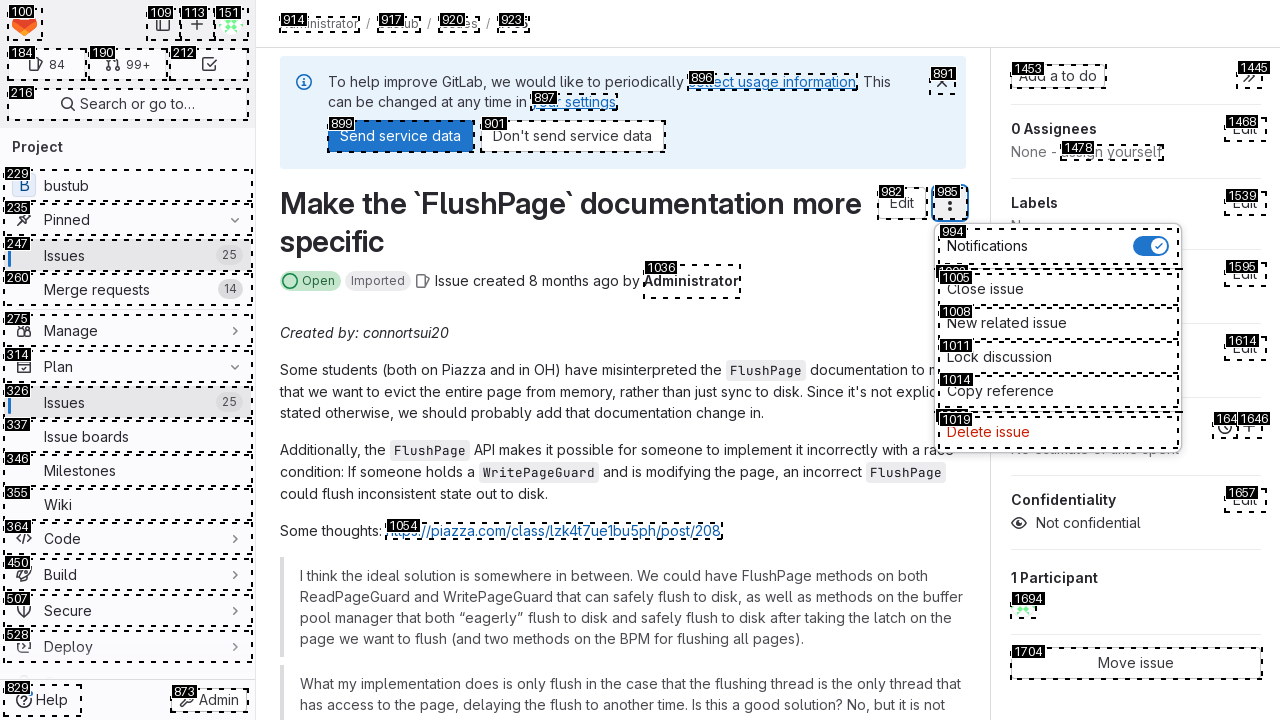 100
109
113
151
184
84
190
99+
212
216
Search or go to…
Project
229
B
bustub
235
Pinned
247
Issues
25
260
Merge requests
14
275
Manage
314
Plan
326
Issues
25
337
Issue boards
346
Milestones
355
Wiki
364
Code
450
Build
507
Secure
528
Deploy
829
Help
873
Admin
914
/
917
/
920
/
923
To help improve GitLab, we would like to periodically 896 collect usage information. This
can be changed at any time in 897 your settings.
891
899
Send service data
901
Don't send service data
Make the `FlushPage` documentation more
specific
982
Edit
985
Open
Imported
Issue created 8 months ago by
1036
Administrator
Created by: connortsui20
Some students (both on Piazza and in OH) have misinterpreted the FlushPage documentation to
that we want to evict the entire page from memory, rather than just sync to disk. Since it's not
stated otherwise, we should probably add that documentation change in.
Additionally, the FlushPage API makes it possible for someone to implement it incorrectly with a race
condition: If someone holds a WritePageGuard and is modifying the page, an incorrect FlushPage
could flush inconsistent state out to disk.
Some thoughts: 1054 https://piazza.com/class/lzk4t7ue1bu5ph/post/208
I think the ideal solution is somewhere in between. We could have FlushPage methods on both
ReadPageGuard and WritePageGuard that can safely flush to disk, as well as methods on the buffer
pool manager that both “eagerly” flush to disk and safely flush to disk after taking the latch on the
page we want to flush (and two methods on the BPM for flushing all pages).
What my implementation does is only flush in the case that the flushing thread is the only thread that
has access to the page, delaying the flush to another time. Is this a good solution? No, but it is not
994
Notifications
1005
Close issue
1008
New related issue
1011
Lock discussion
1014
Copy reference
1019
Delete issue
1453
Add a to do
1445
0 Assignees
1468
Edit
None - 1478 assign yourself
Labels
1539
Edit
1595
Edit
1614
Edit
1646
No estimate or time spent
Confidentiality
1657
Edit
Not confidential
1 Participant
1694
1704
Move issue